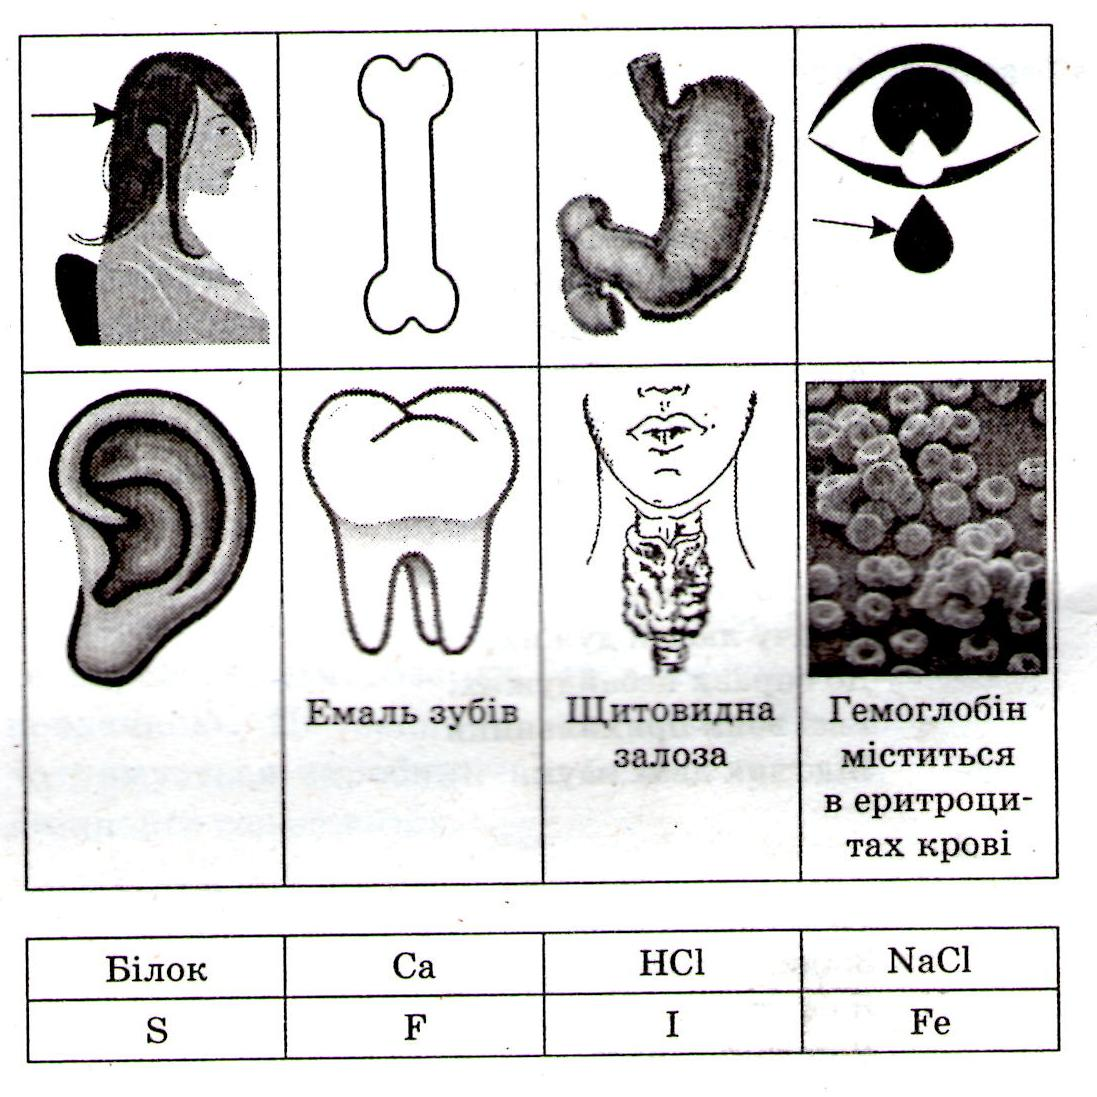 Емаль зубів
Щитовидна
залоза
Гемоглобін
міститься
в еритроци-
тах крові
Білок Ca HCl NaCl
S F I Fe